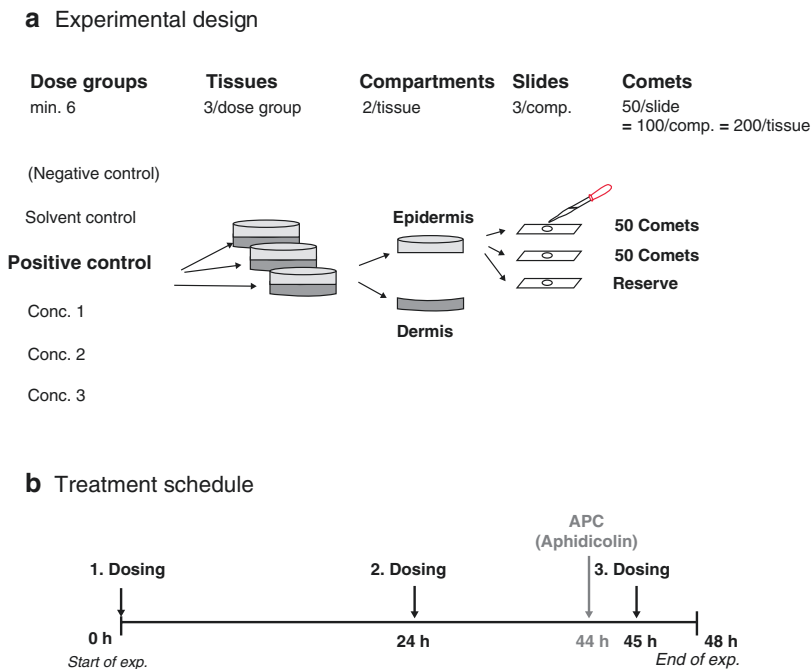 a Experimental design
Dose groups Tissues Compartments Slides Comets
min. 6 3/dose group 2/tissue 3/comp. 50/slide
= 100/comp. = 200/tissue
(Negative control)
Solvent control
Positive control
Conc. 1
Conc. 2
Conc. 3
Epidermis
Dermis
50 Comets
50 Comets
Reserve
b Treatment schedule
APC
(Aphidicolin)
1. Dosing 2. Dosing 3. Dosing
0 h 24 h 44 h 45 h 48 h
Start of exp. End of exp.